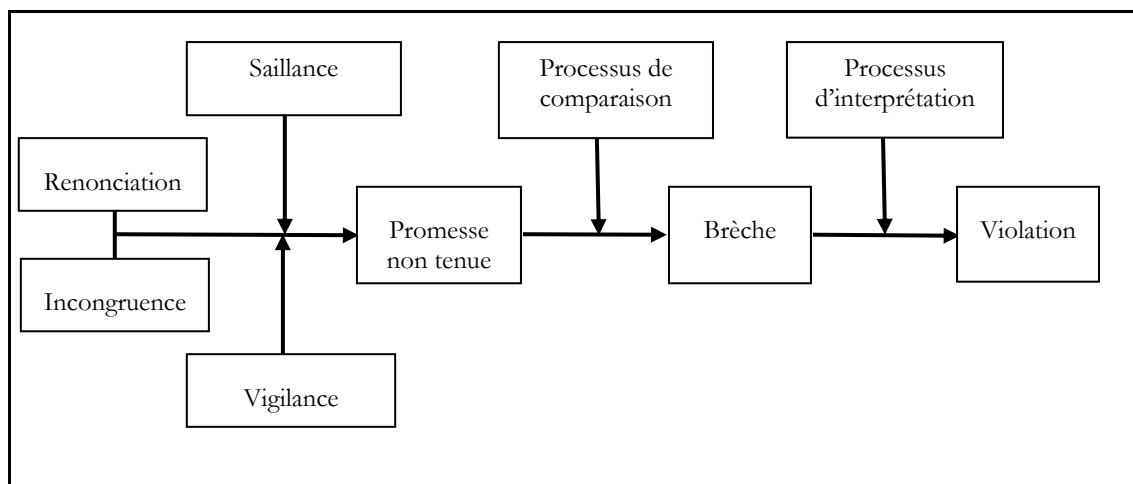 Saillance
Processus de
comparaison
Processus
d'interprétation
Renonciation
Incongruence
Promesse
non tenue
Brèche
Violation
Vigilance